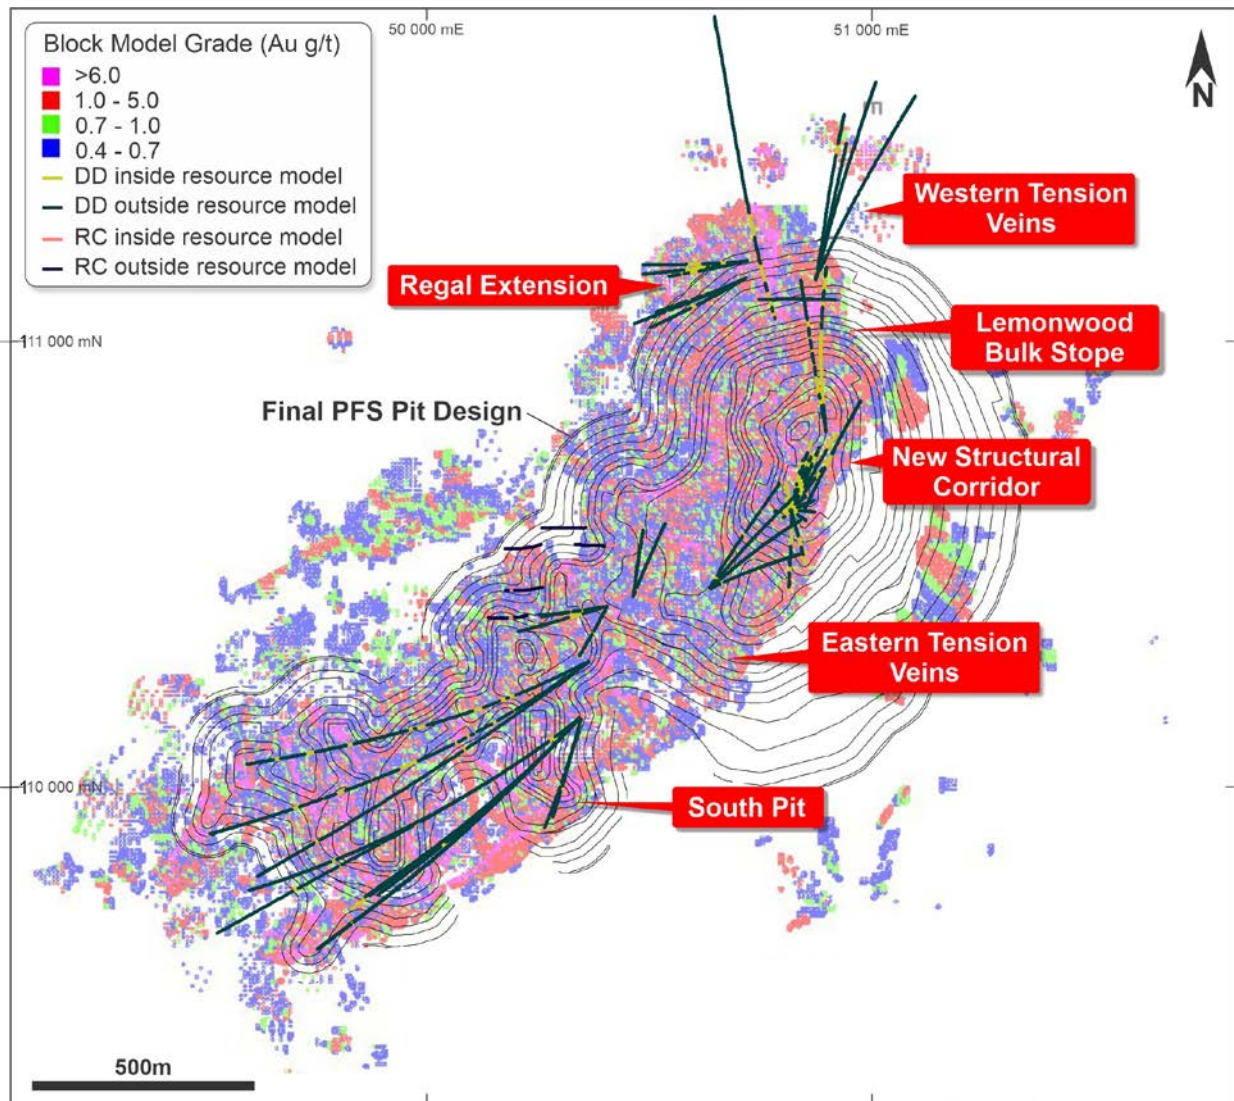 50 000 mE
51 000 mE
Block Model Grade (Au g/t)
>6.0
1.0 - 5.0
0.7 - 1.0
0.4 - 0.7
DD inside resource model
DD outside resource model
RC inside resource model
RC outside resource model
N
Western Tension
Veins
Regal Extension
Lemonwood
Bulk Stope
111 000 mN
Final PFS Pit Design
New Structural
Corridor
Eastern Tension
Veins
110 000 mN
South Pit
500m